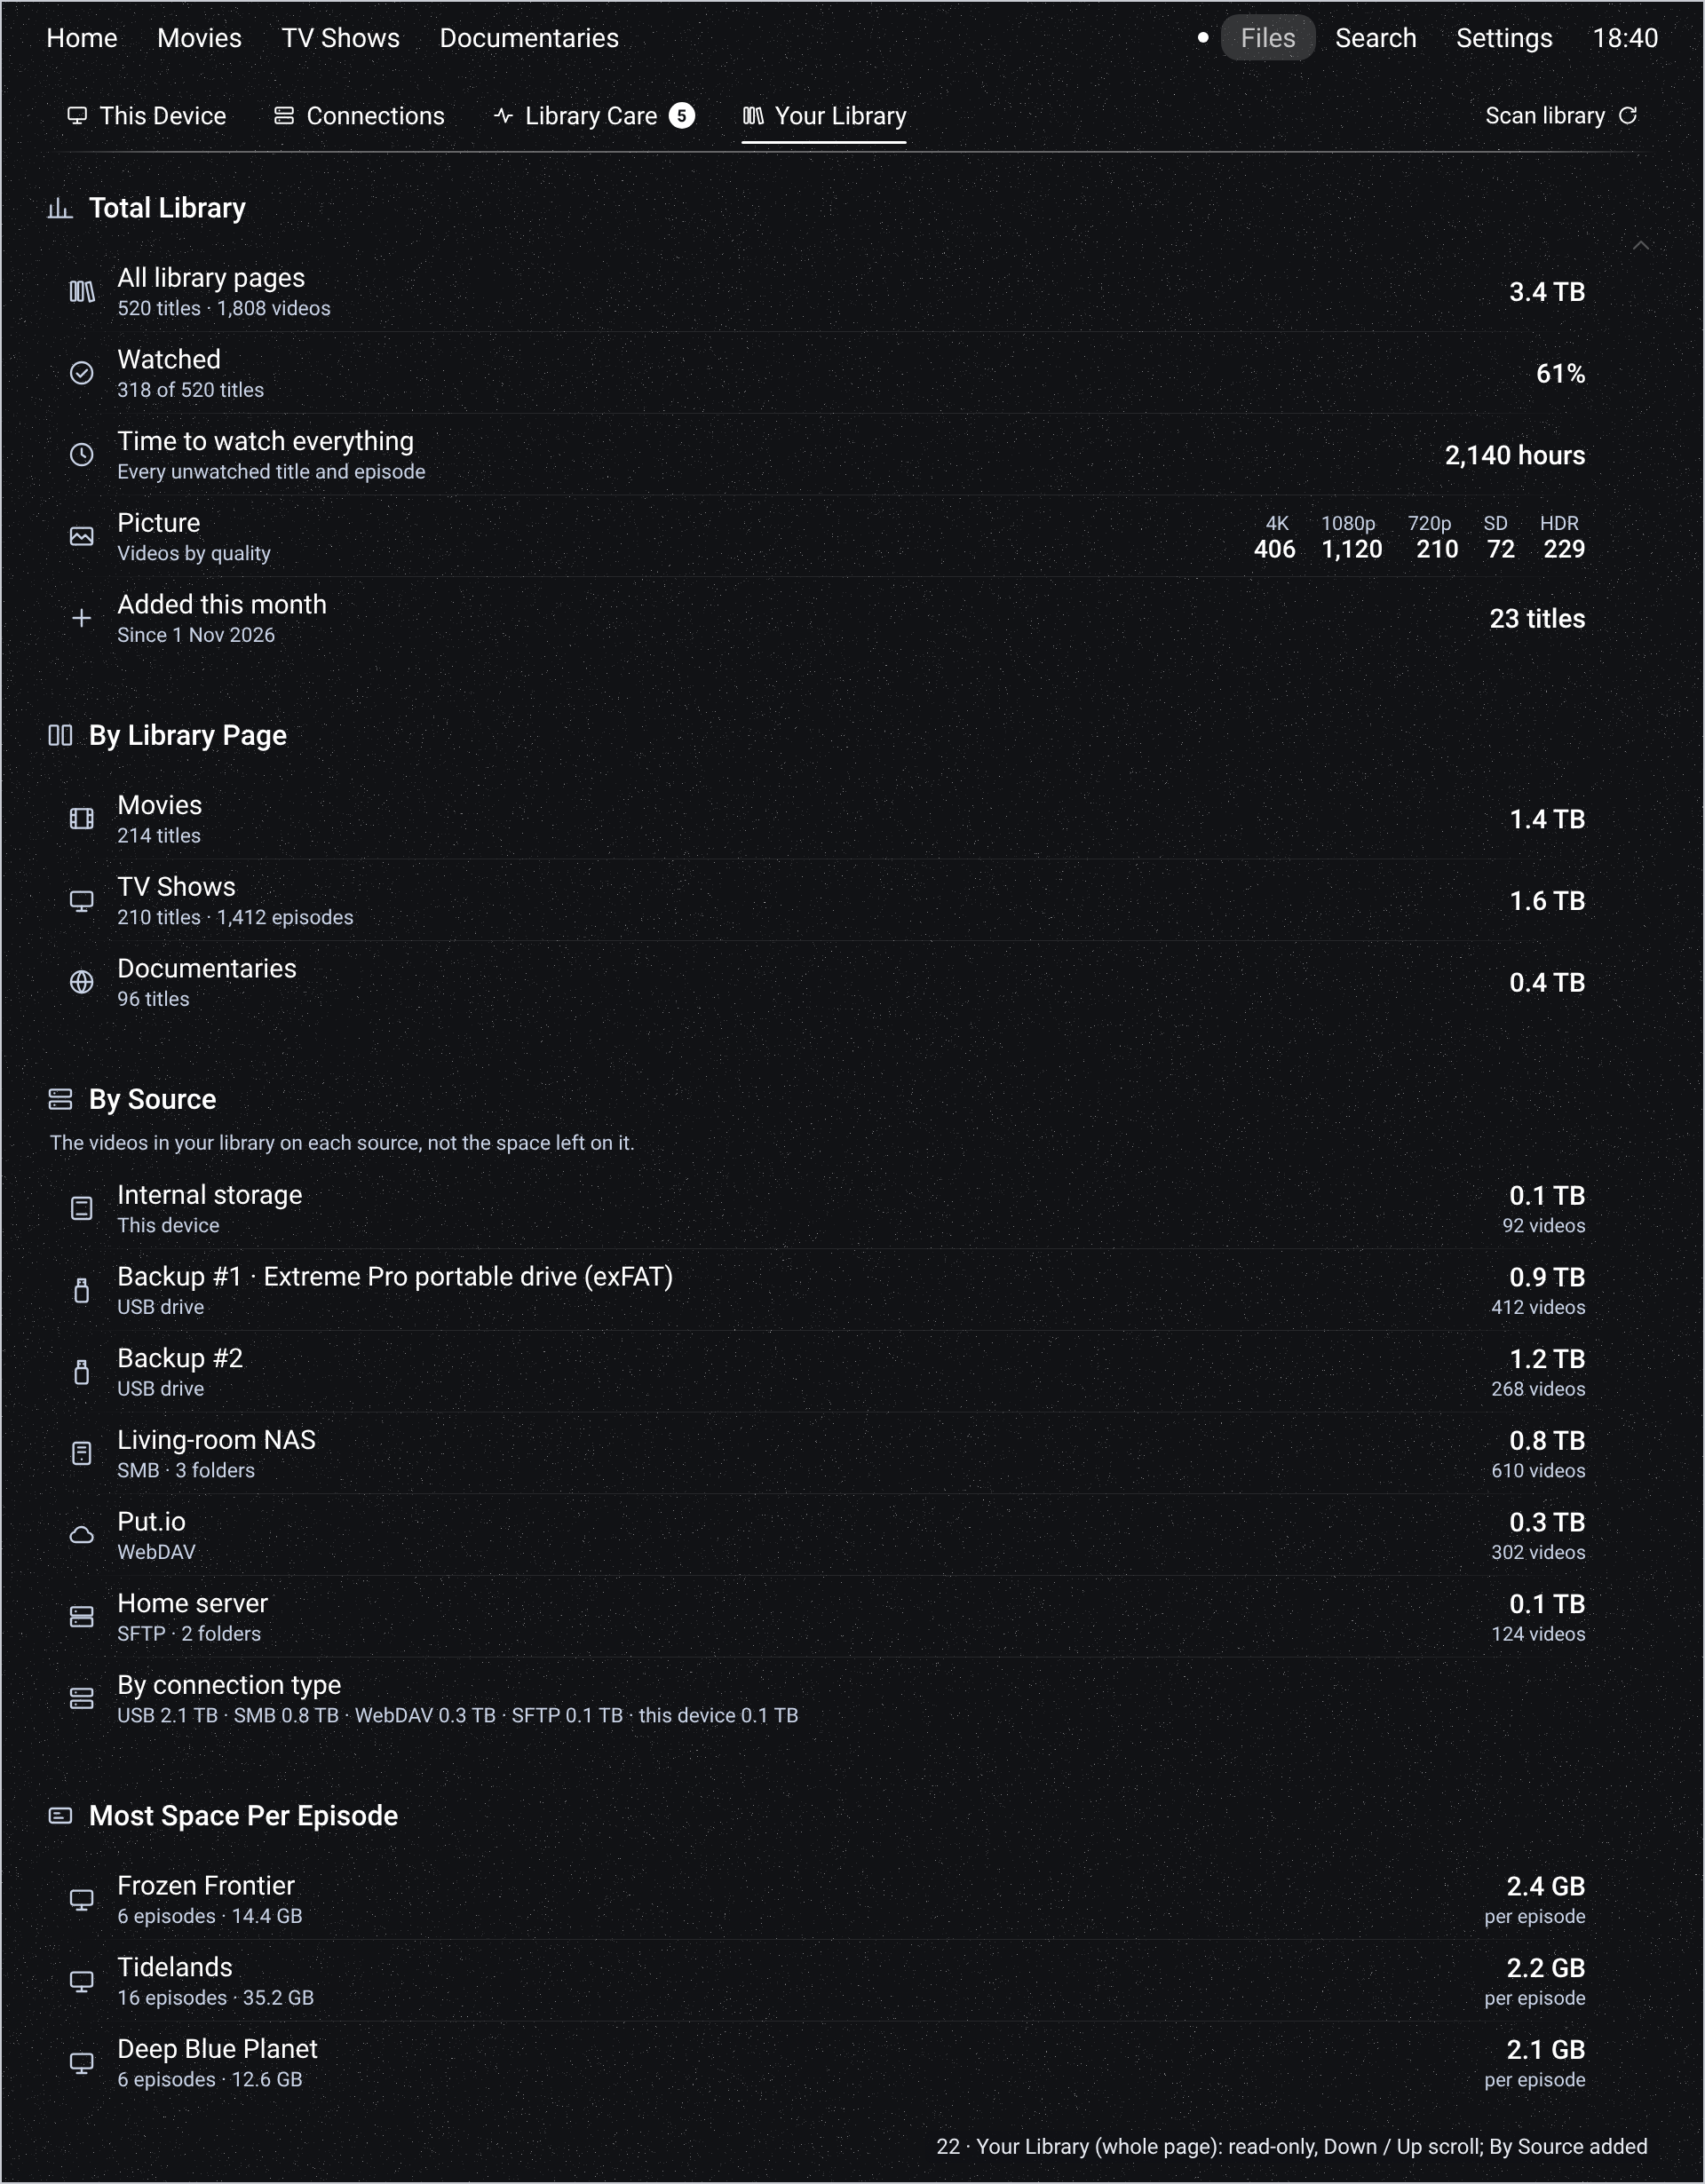 Home Movies TV Shows Documentaries Files Search Settings 18:40
This Device Connections Library Care 5 Your Library Scan library
Total Library
All library pages
520 titles · 1,808 videos
3.4 TB
Watched
318 of 520 titles
61%
Time to watch everything
Every unwatched title and episode
2,140 hours
Picture
Videos by quality
4K 1080p 720p SD HDR
406 1,120 210 72 229
Added this month
Since 1 Nov 2026
23 titles
By Library Page
Movies
214 titles
1.4 TB
TV Shows
210 titles · 1,412 episodes
1.6 TB
Documentaries
96 titles
0.4 TB
By Source
The videos in your library on each source, not the space left on it.
Internal storage
This device
0.1 TB
92 videos
Backup #1 · Extreme Pro portable drive (exFAT)
USB drive
0.9 TB
412 videos
Backup #2
USB drive
1.2 TB
268 videos
Living-room NAS
SMB · 3 folders
0.8 TB
610 videos
Put.io
WebDAV
0.3 TB
302 videos
Home server
SFTP · 2 folders
0.1 TB
124 videos
By connection type
USB 2.1 TB · SMB 0.8 TB · WebDAV 0.3 TB · SFTP 0.1 TB · this device 0.1 TB
Most Space Per Episode
Frozen Frontier
6 episodes · 14.4 GB
2.4 GB
per episode
Tidelands
16 episodes · 35.2 GB
2.2 GB
per episode
Deep Blue Planet
6 episodes · 12.6 GB
2.1 GB
per episode
22 · Your Library (whole page): read-only, Down / Up scroll; By Source added